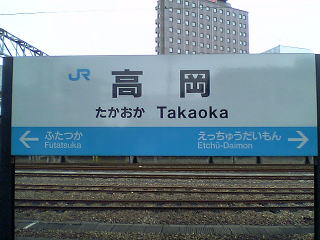 JR 高岡
たかおか Takaoka
ふたつか えっちゅうだいもん
Futatsuka Etchū-Daimon